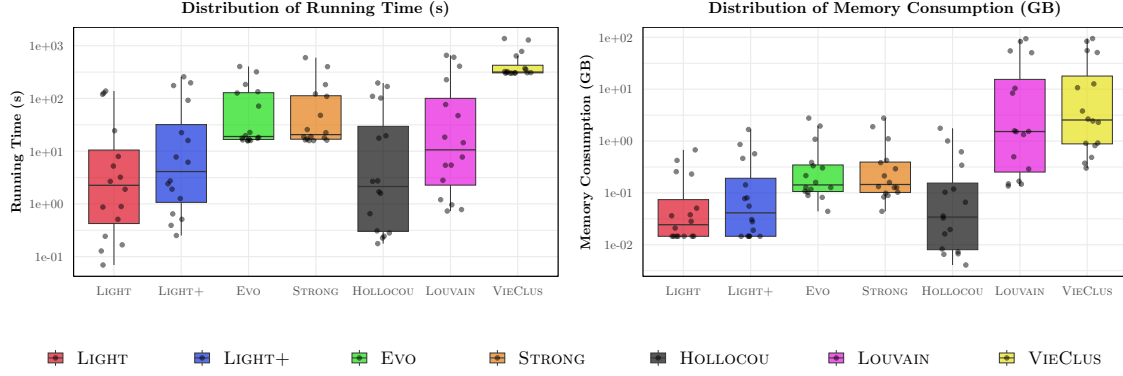 Distribution of Running Time (s)
Running Time (s)
1e+03
1e+02
1e+01
1e+00
1e-01
LIGHT LIGHT+ EVO STRONG HOLLOCOU LOUVAIN VIECLUS
Distribution of Memory Consumption (GB)
Memory Consumption (GB)
1e+02
1e+01
1e+00
1e-01
1e-02
LIGHT LIGHT+ EVO STRONG HOLLOCOU LOUVAIN VIECLUS
LIGHT LIGHT+ EVO STRONG HOLLOCOU LOUVAIN VIECLUS